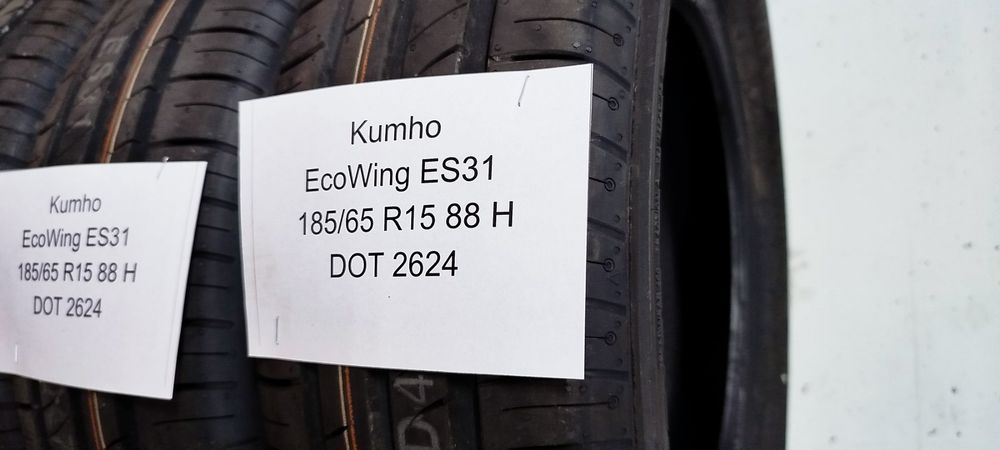 Kumho
EcoWing ES31
185/65 R15 88 H
DOT 2624
Kumho
EcoWing ES31
185/65 R15 88 H
DOT 2624